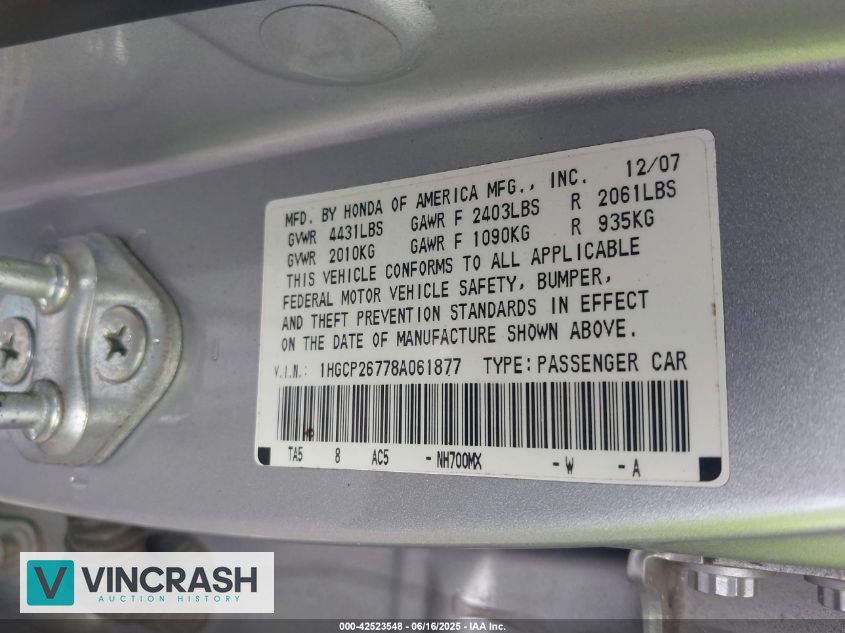 MFD. BY HONDA OF AMERICA MFG., INC. 12/07
GVWR 4431LBS GAWR F 2403LBS R 2061LBS
GVWR 2010KG GAWR F 1090KG R 935KG
THIS VEHICLE CONFORMS TO ALL APPLICABLE
FEDERAL MOTOR VEHICLE SAFETY, BUMPER,
AND THEFT PREVENTION STANDARDS IN EFFECT
ON THE DATE OF MANUFACTURE SHOWN ABOVE.
V.I.N.: 1HGCP26778A061877 TYPE: PASSENGER CAR
TA5 8 AC5 - NH700MX - W - A
VINCRASH
AUCTION HISTORY
000-42523548 - 06/16/2025 - IAA Inc.